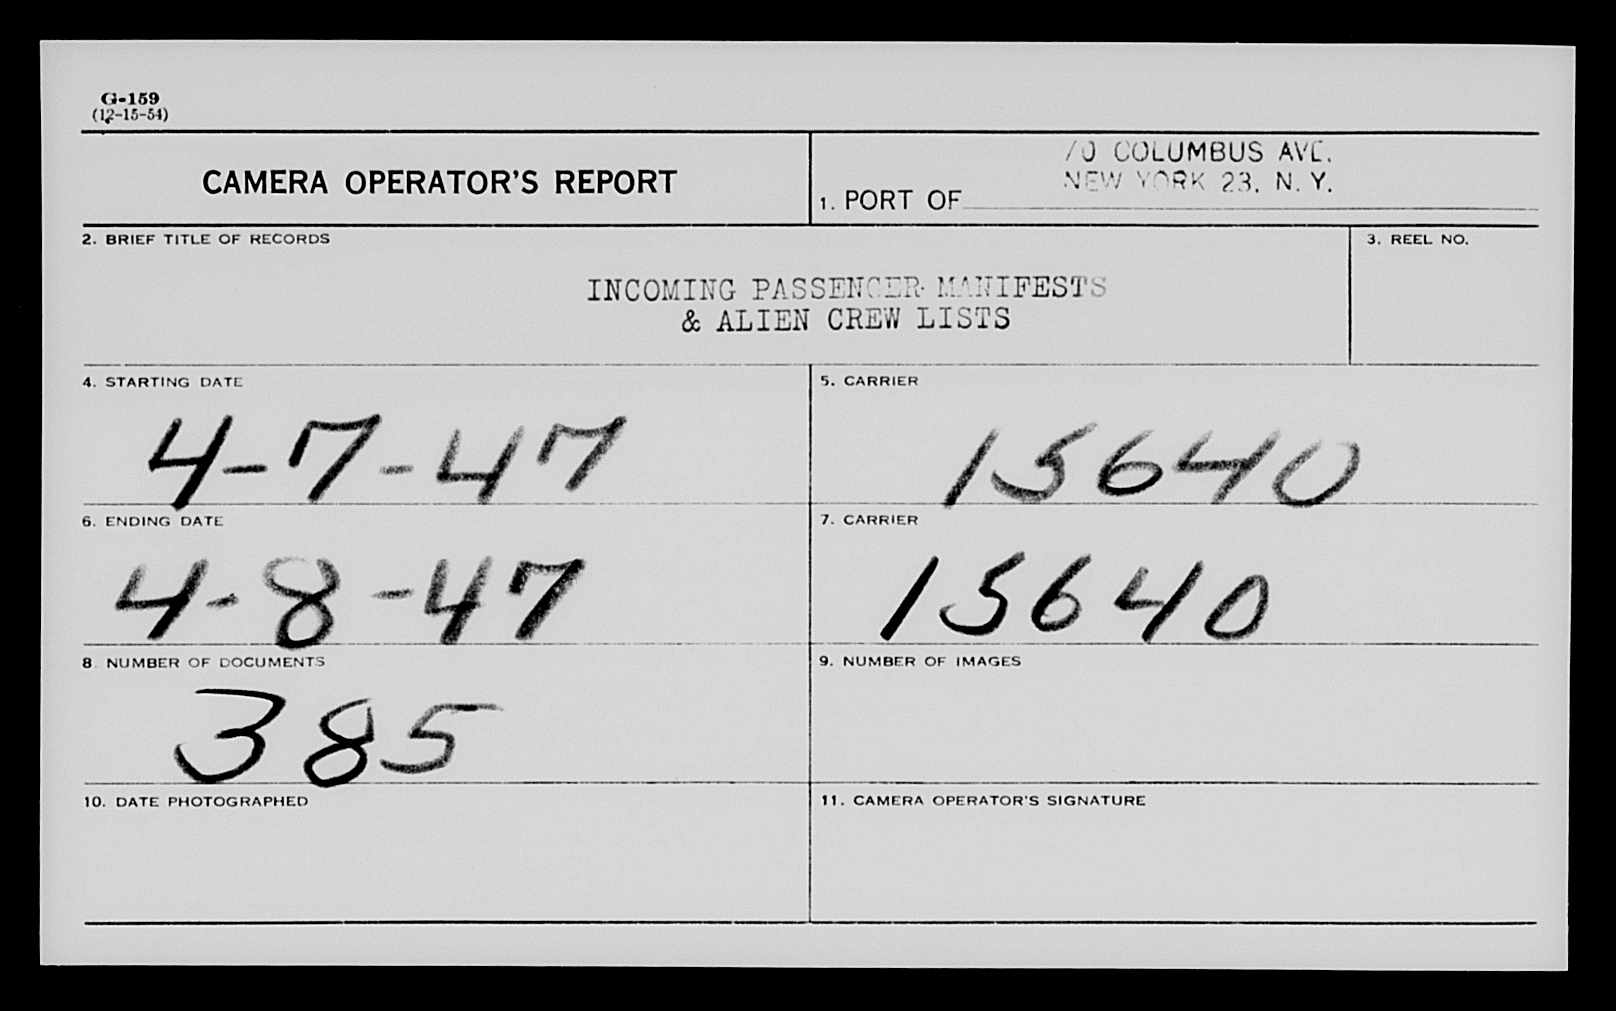 G-159
(12-15-54)
CAMERA OPERATOR'S REPORT
70 COLUMBUS AVE.
NEW YORK 23, N. Y.
1. PORT OF
2. BRIEF TITLE OF RECORDS
3. REEL NO.
INCOMING PASSENGER MANIFESTS
& ALIEN CREW LISTS
4. STARTING DATE
5. CARRIER
4-7-47
15640
6. ENDING DATE
7. CARRIER
4-8-47
15640
8. NUMBER OF DOCUMENTS
9. NUMBER OF IMAGES
385
10. DATE PHOTOGRAPHED
11. CAMERA OPERATOR'S SIGNATURE